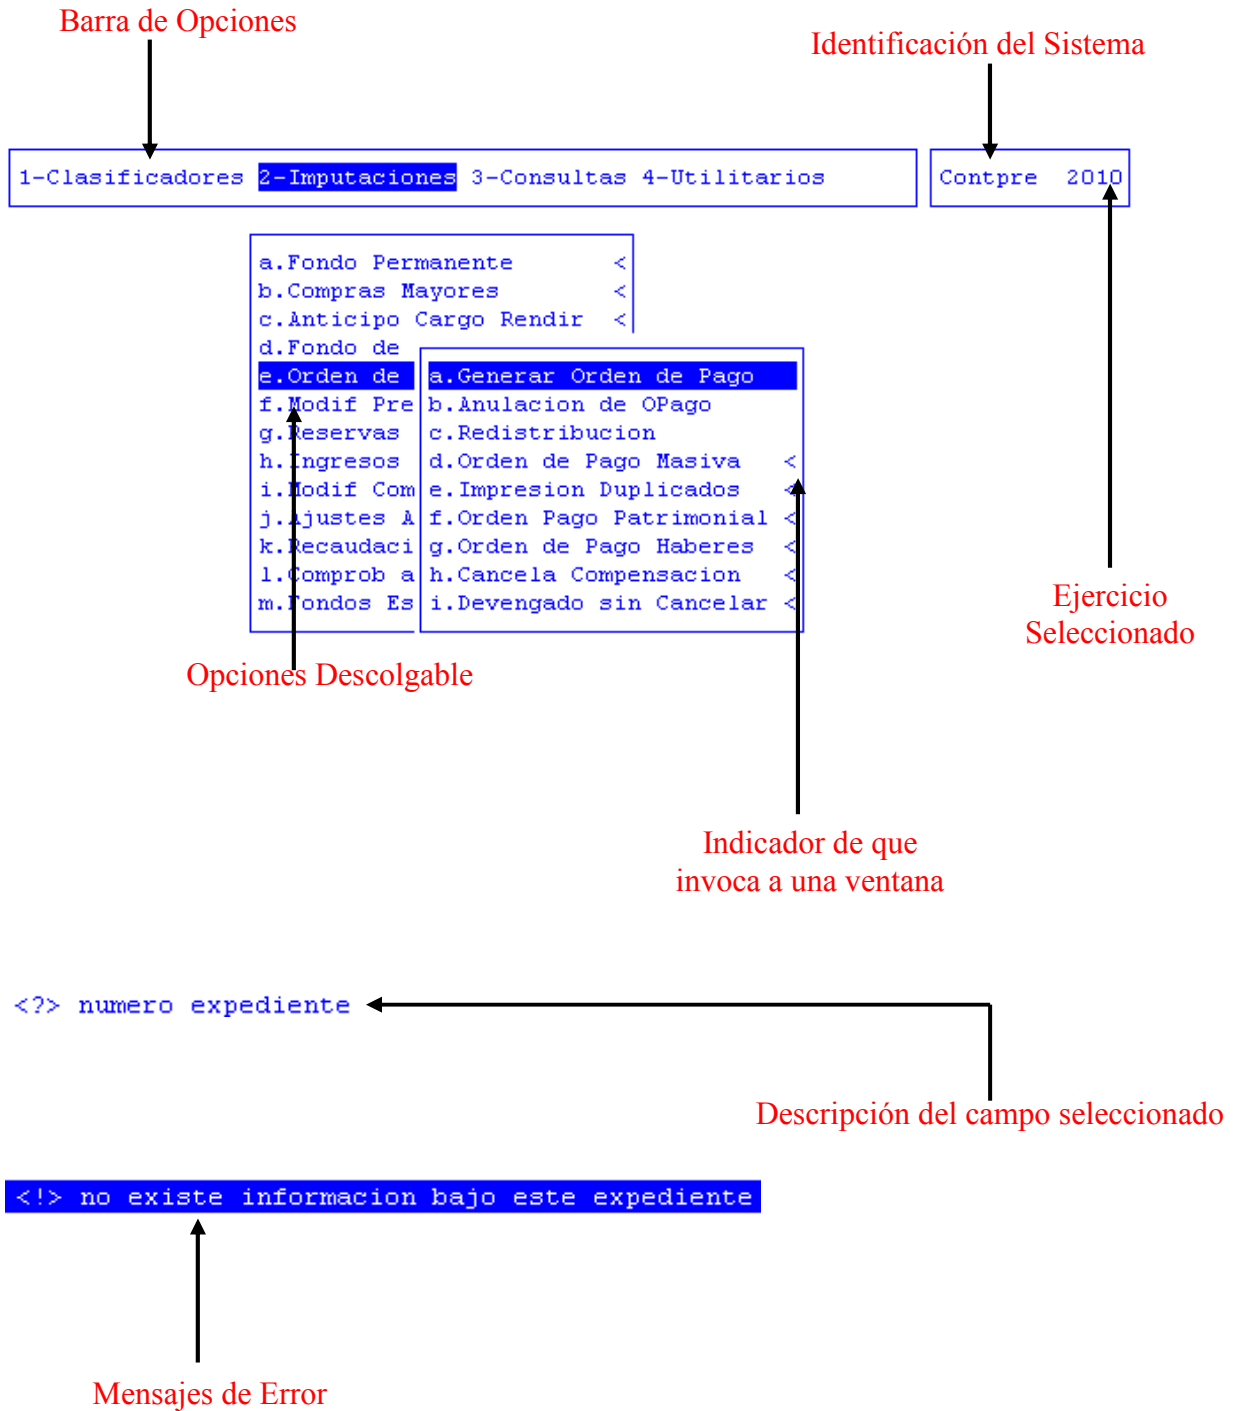 Barra de Opciones
Identificación del Sistema
1-Clasificadores 2-Imputaciones 3-Consultas 4-Utilitarios
Contpre 2010
a.Fondo Permanente <
b.Compras Mayores <
c.Anticipo Cargo Rendir <
d.Fondo de
e.Orden de
f.Modif Pre
g.Reservas
h.Ingresos
i.Modif Com
j.Ajustes A
k.Recaudaci
l.Comprob a
m.Fondos Es
a.Generar Orden de Pago
b.Anulacion de OPago
c.Redistribucion
d.Orden de Pago Masiva <
e.Impresion Duplicados <
f.Orden Pago Patrimonial <
g.Orden de Pago Haberes <
h.Cancela Compensacion <
i.Devengado sin Cancelar <
Ejercicio
Seleccionado
Opciones Descolgable
Indicador de que
invoca a una ventana
<?> numero expediente
Descripción del campo seleccionado
<!> no existe informacion bajo este expediente
Mensajes de Error